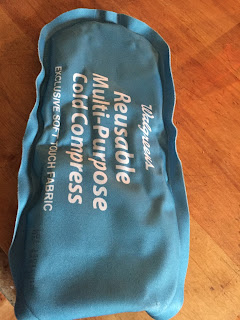 Walgreens
Reusable
Multi-Purpose
Cold Compress
EXCLUSIVE SOFT TOUCH FABRIC